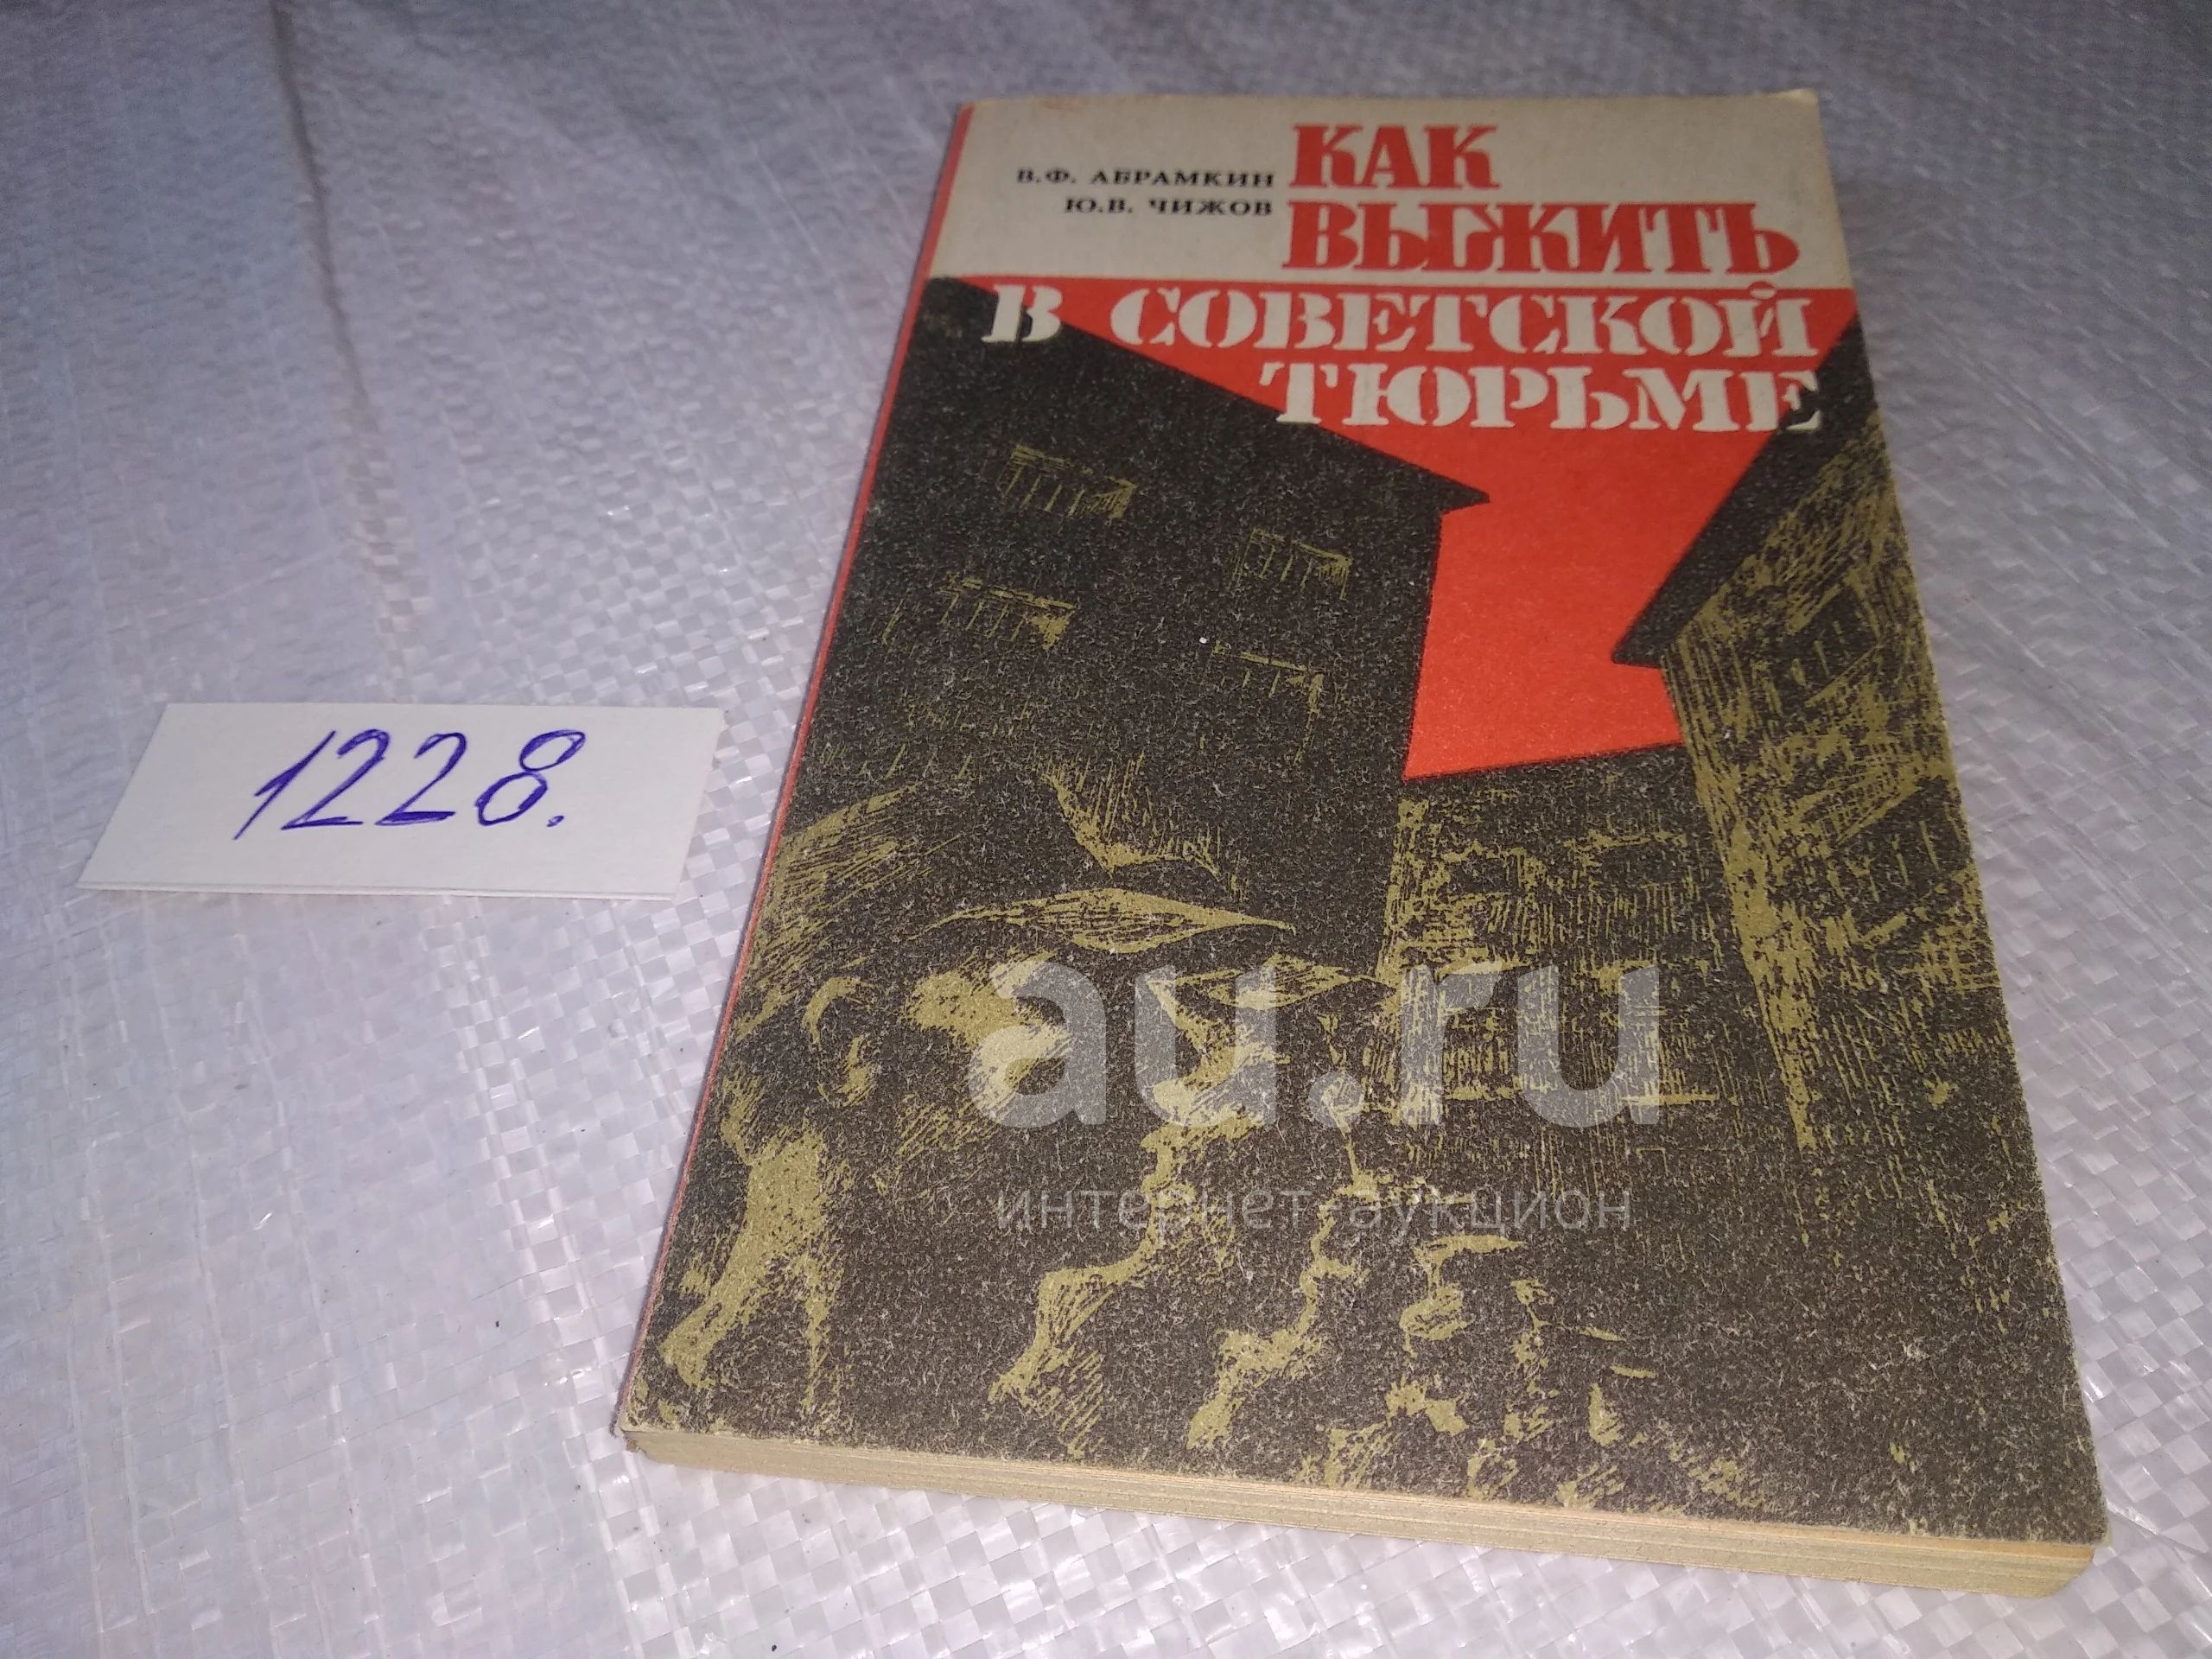 В.Ф. АБРАМКИН
Ю.В. ЧИЖОВ
КАК
ВЫЖИТЬ
В СОВЕТСКОЙ
ТЮРЬМЕ
1228.
au.ru
интернет-аукцион